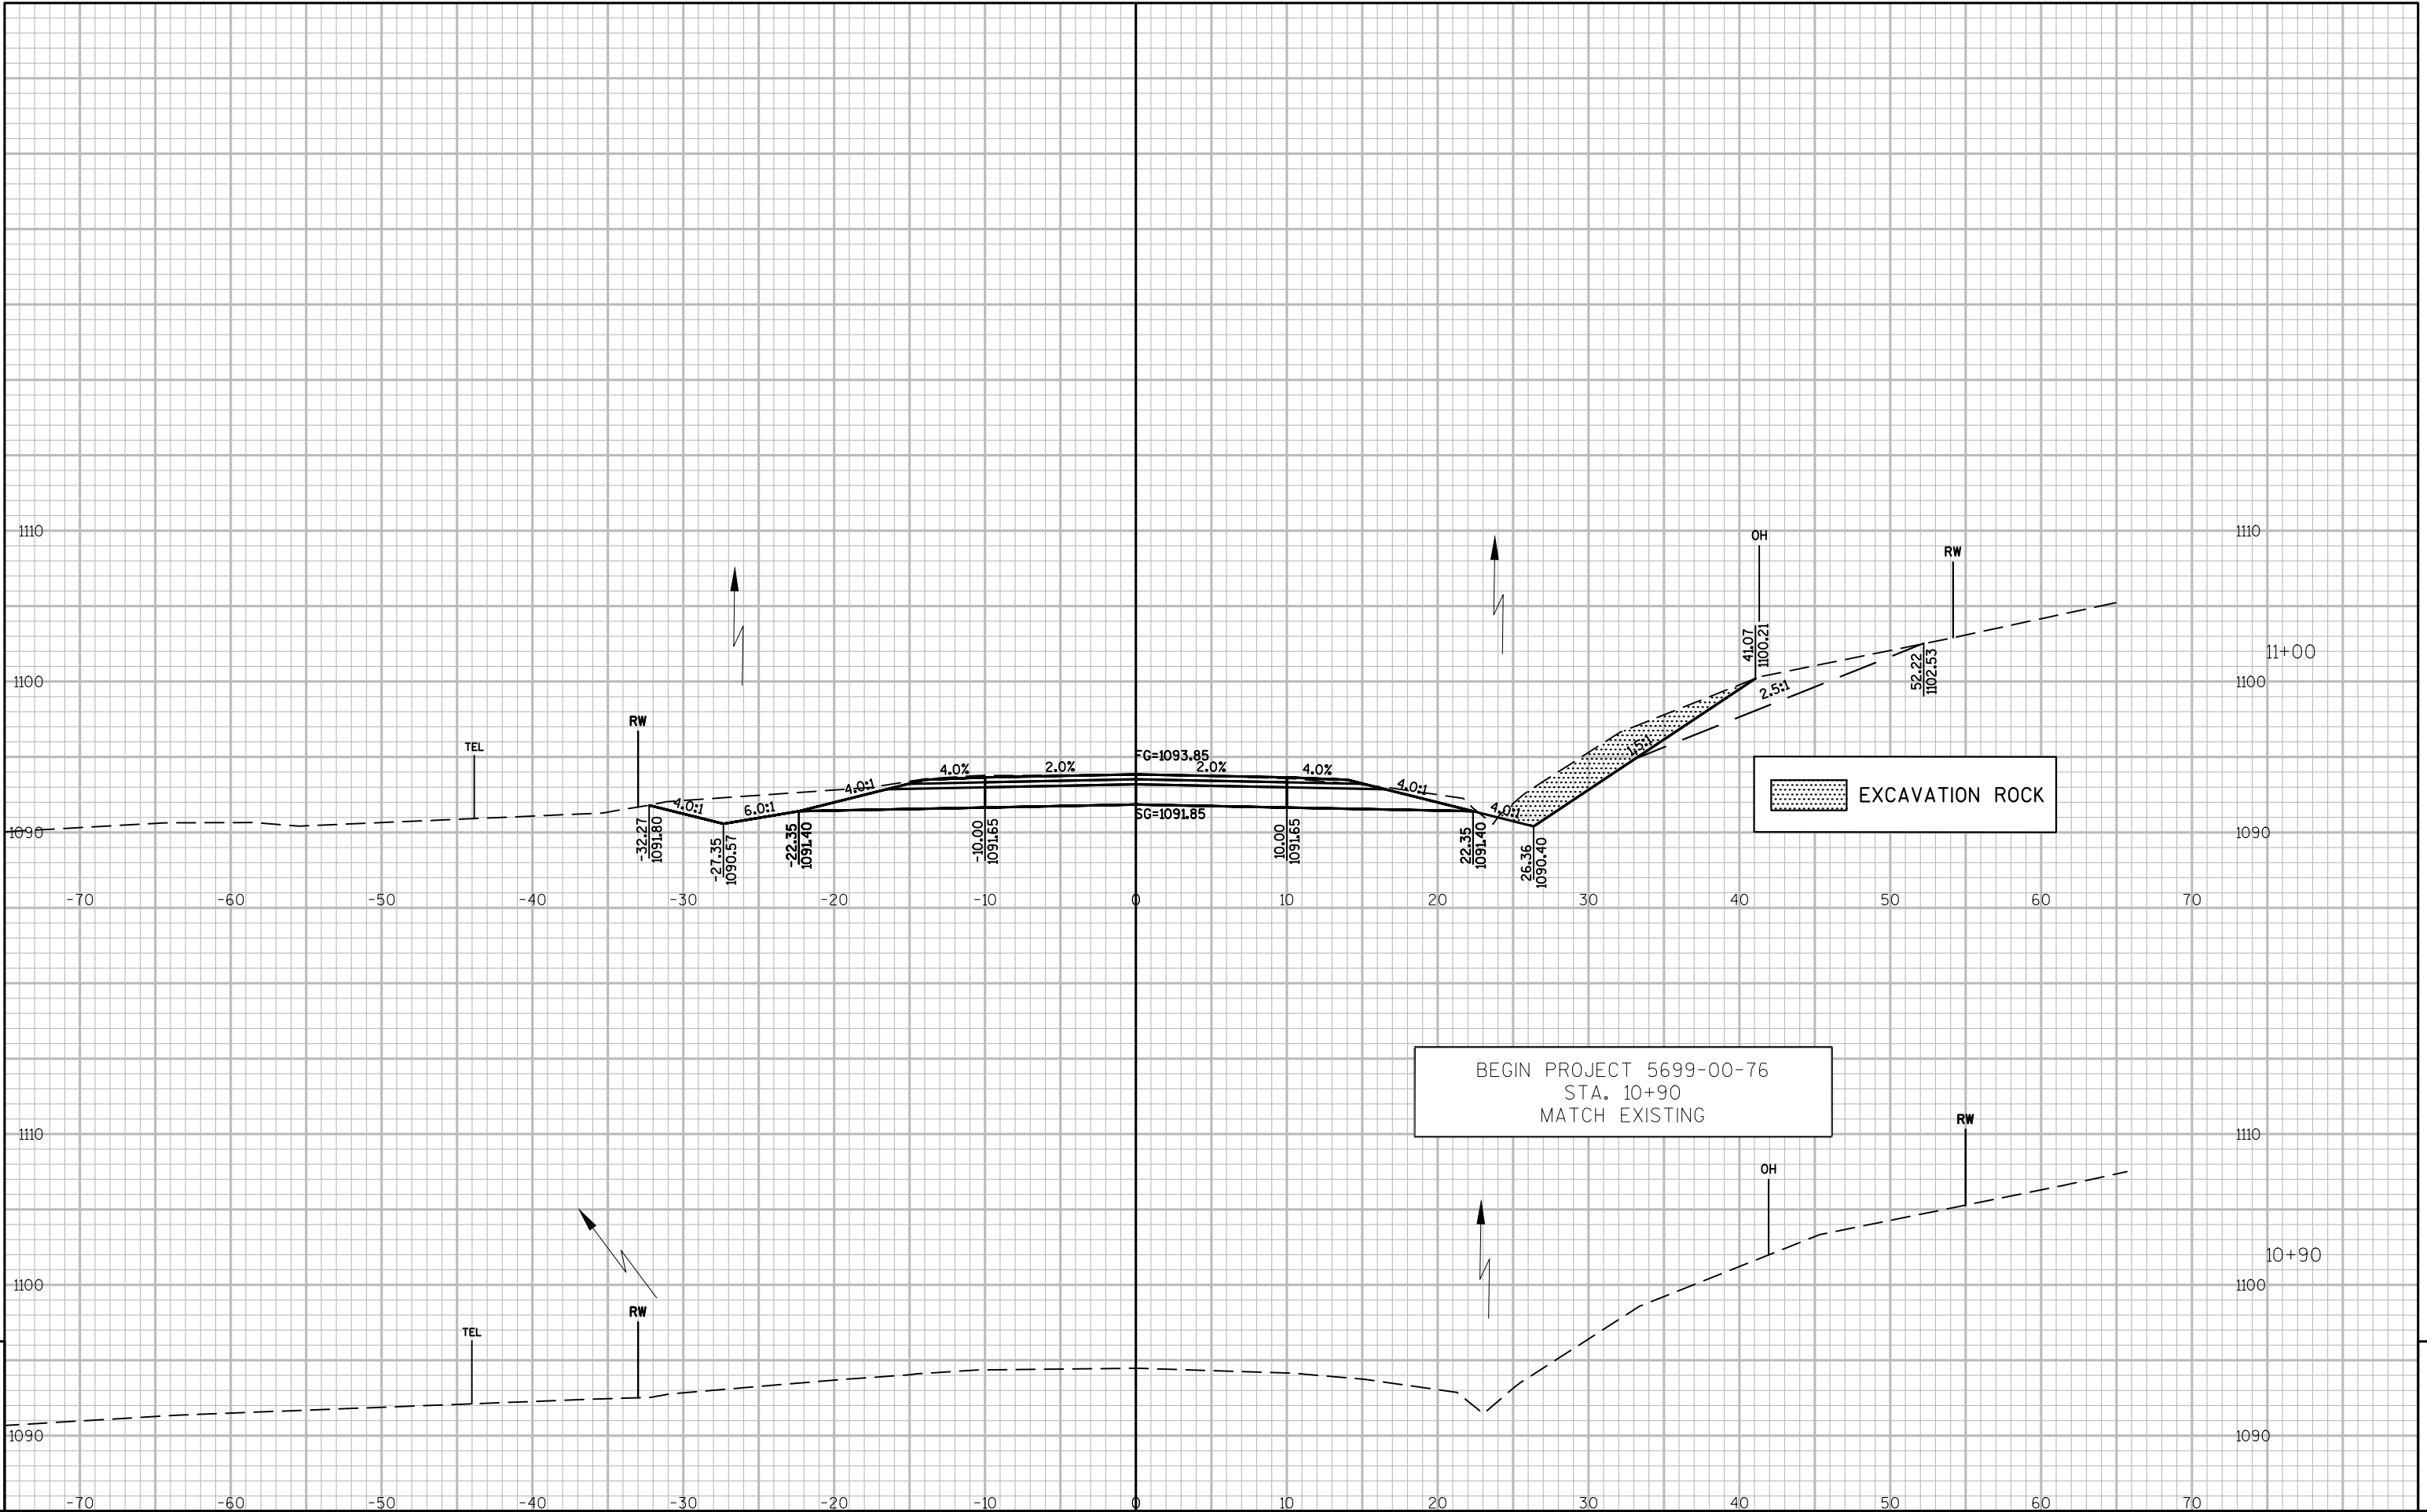 1110
1110
OH
RW
41.07
1100.21
11+00
1100
1100
52.22
1102.53
2.5:1
RW
TEL
FG=1093.85
4.0%
2.0%
2.0%
4.0%
4.0:1
4.0:1
1.5:1
EXCAVATION ROCK
4.0:1
6.0:1
4.0:1
SG=1091.85
1090
1090
-32.27
1091.80
-27.35
1090.57
-22.35
1091.40
-10.00
1091.65
10.00
1091.65
22.35
1091.40
26.36
1090.40
-70 -60 -50 -40 -30 -20 -10 0 10 20 30 40 50 60 70
BEGIN PROJECT 5699-00-76
STA. 10+90
MATCH EXISTING
1110
1110
RW
OH
10+90
1100
1100
RW
TEL
1090
1090
-70 -60 -50 -40 -30 -20 -10 0 10 20 30 40 50 60 70